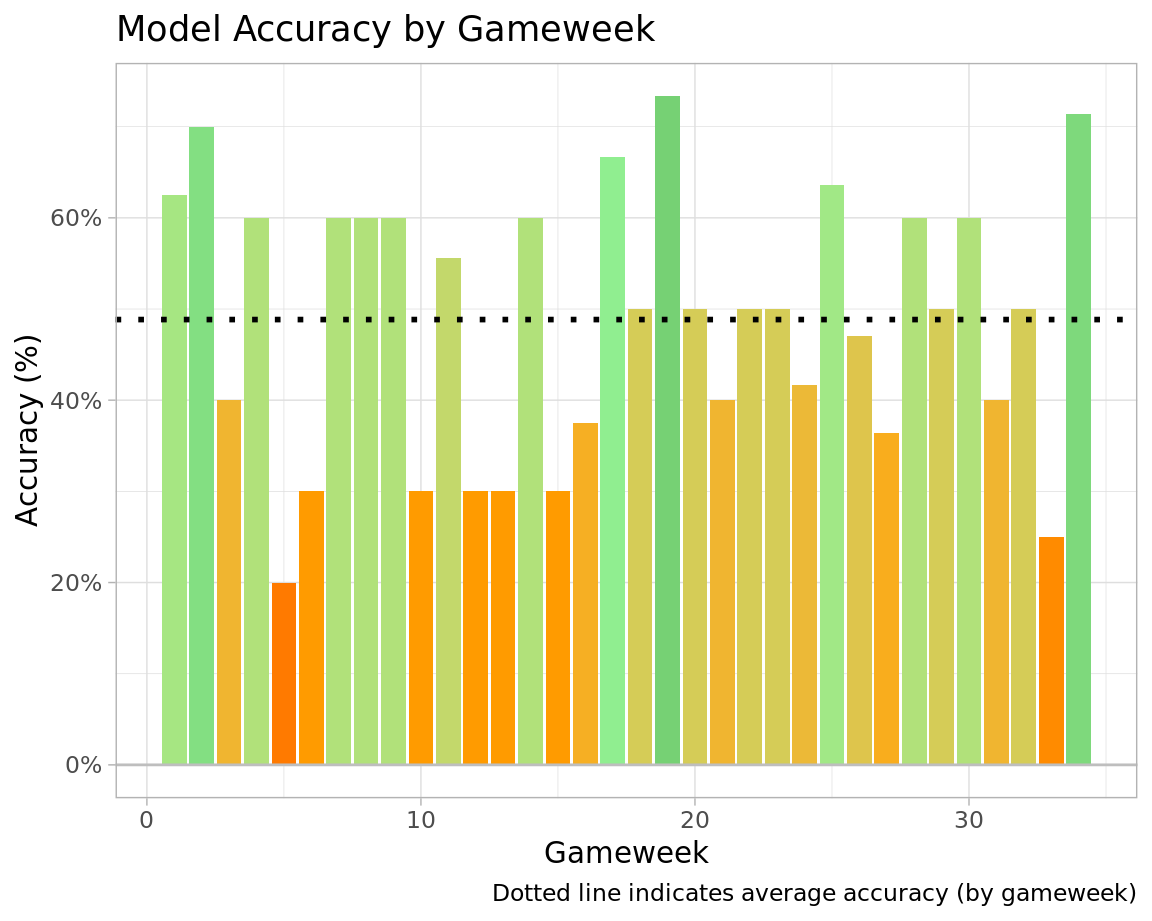 Model Accuracy by Gameweek
Accuracy (%)
60%
40%
20%
0%
0 10 20 30
Gameweek
Dotted line indicates average accuracy (by gameweek)